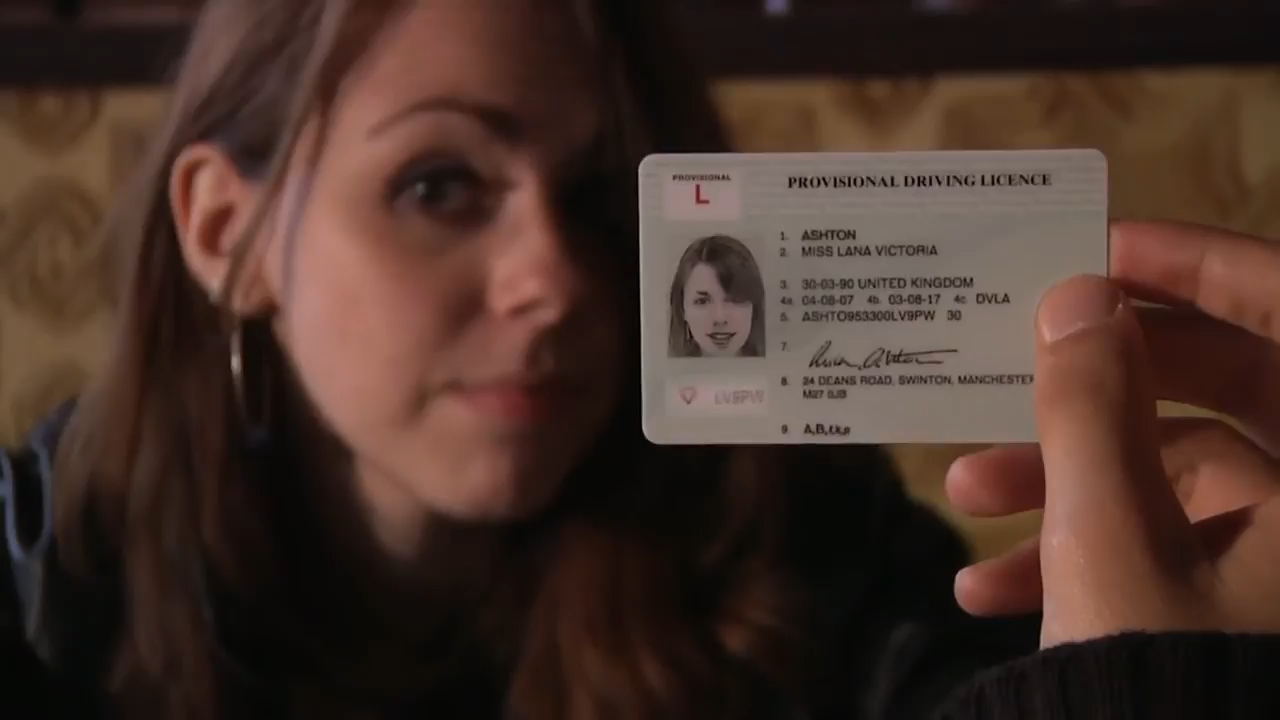 PROVISIONAL
L
PROVISIONAL DRIVING LICENCE
1. ASHTON
2. MISS LANA VICTORIA
3. 30-03-90 UNITED KINGDOM
4a. 04-08-07 4b. 03-08-17 4c. DVLA
5. ASHTO953300LV9PW 30
7.
8. 24 DEANS ROAD, SWINTON, MANCHESTER
M27
LV9PW
9. A,B,